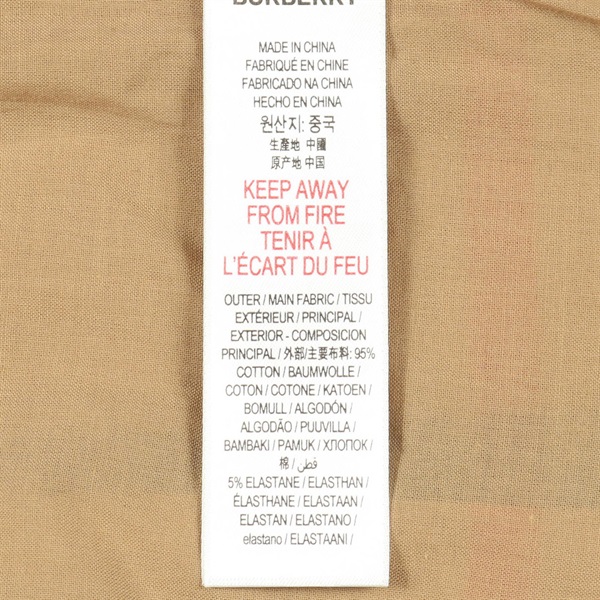 BURBERRY
MADE IN CHINA
FABRIQUÉ EN CHINE
FABRICADO NA CHINA
HECHO EN CHINA
원산지: 중국
生產地 中國
原产地 中国
KEEP AWAY
FROM FIRE
TENIR À
L'ÉCART DU FEU
OUTER / MAIN FABRIC / TISSU
EXTÉRIEUR / PRINCIPAL /
EXTERIOR - COMPOSICION
PRINCIPAL / 外部/主要布料: 95%
COTTON / BAUMWOLLE /
COTON / COTONE / KATOEN /
BOMULL / ALGODÓN /
ALGODÃO / PUUVILLA /
BAMBAKI / PAMUK / ХЛОПОК /
棉 / قطن /
5% ELASTANE / ELASTHAN /
ÉLASTHANE / ELASTAAN /
ELASTAN / ELASTANO /
elastano / ELASTAANI /